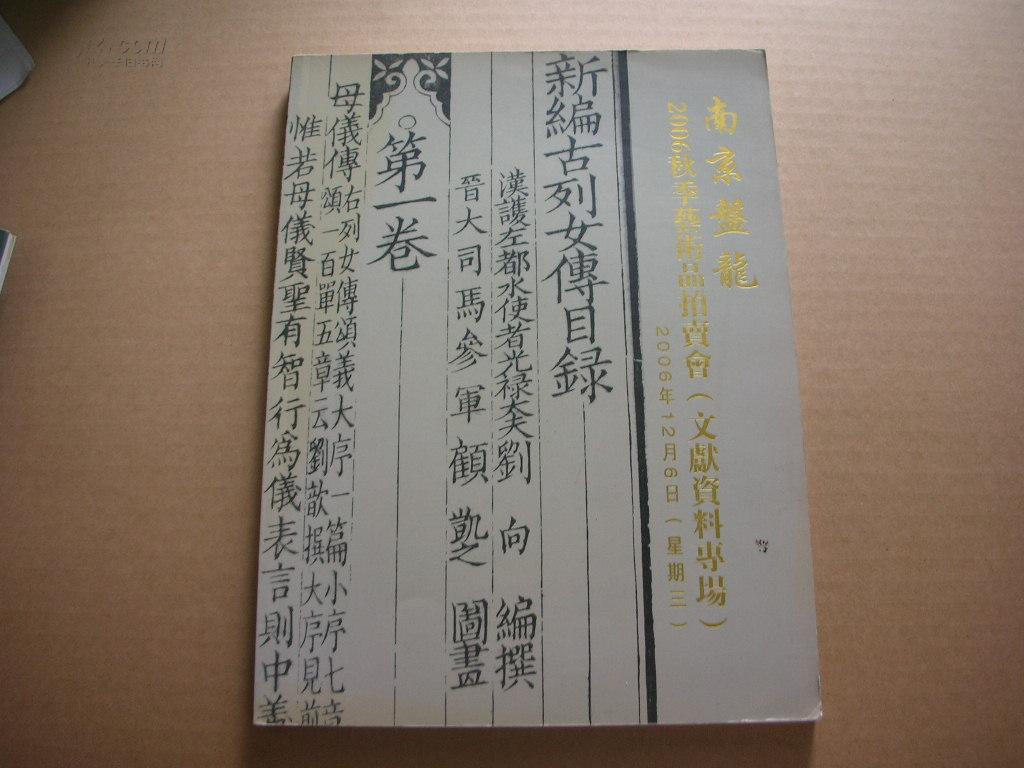 南京盤龍
2006秋季藝術品拍賣會(文獻資料專場)
2006年12月6日(星期三)
新編古列女傳目録
漢護左都水使者光禄大夫劉向編撰
晉大司馬參軍顧凱之圖畫
第一卷
母儀傳
右列女傳頌義大序一篇小序七章
頌一百單五章云劉歆撰大序見前
惟若母儀賢聖有智行為儀表言則中義